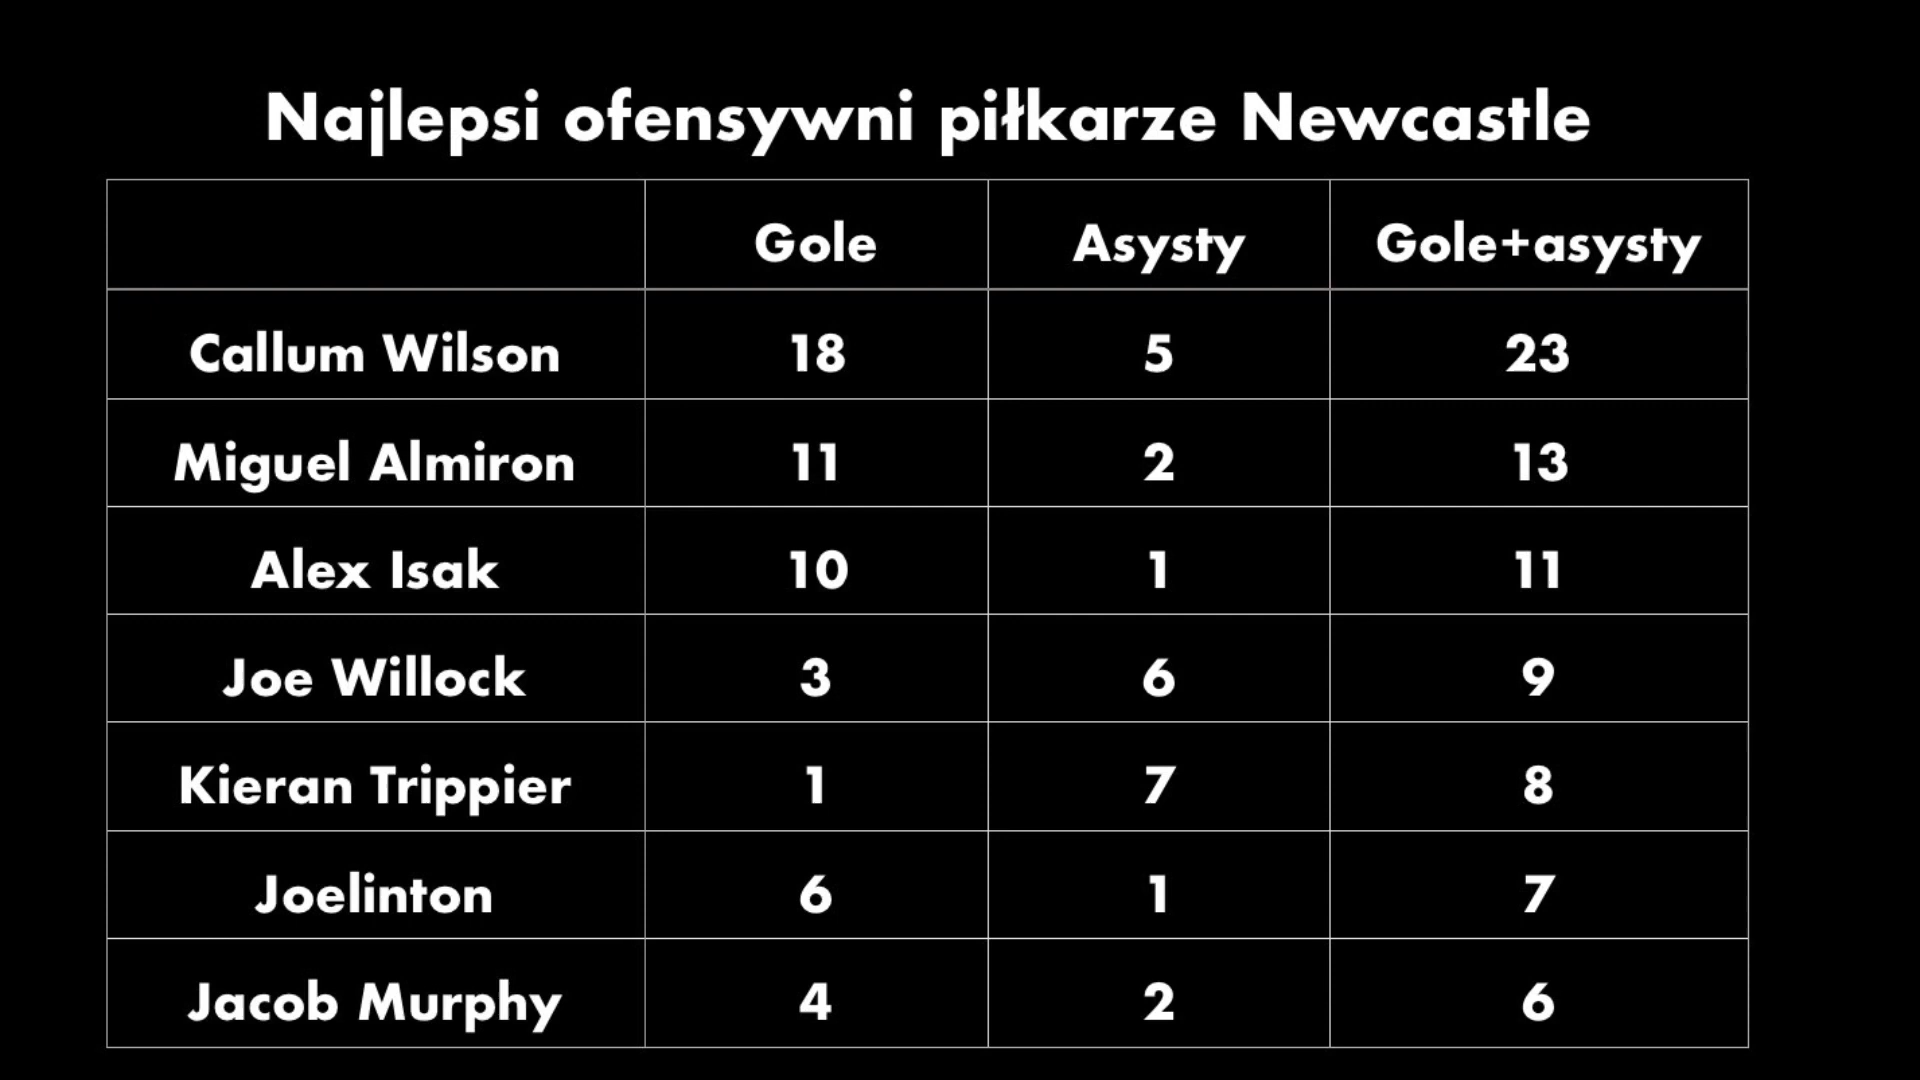 Najlepsi ofensywni piłkarze Newcastle
Gole Asysty Gole+asysty
Callum Wilson 18 5 23
Miguel Almiron 11 2 13
Alex Isak 10 1 11
Joe Willock 3 6 9
Kieran Trippier 1 7 8
Joelinton 6 1 7
Jacob Murphy 4 2 6